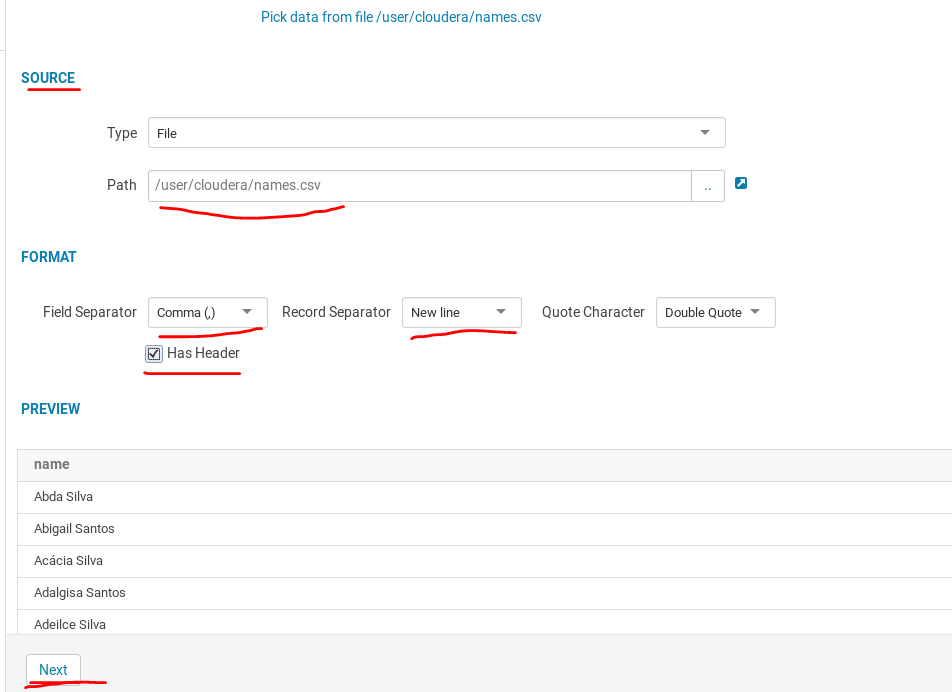 Pick data from file /user/cloudera/names.csv
SOURCE
Type File
Path /user/cloudera/names.csv ..
FORMAT
Field Separator Comma (,) Record Separator New line Quote Character Double Quote
Has Header
PREVIEW
name
Abda Silva
Abigail Santos
Acácia Silva
Adalgisa Santos
Adeilce Silva
Next